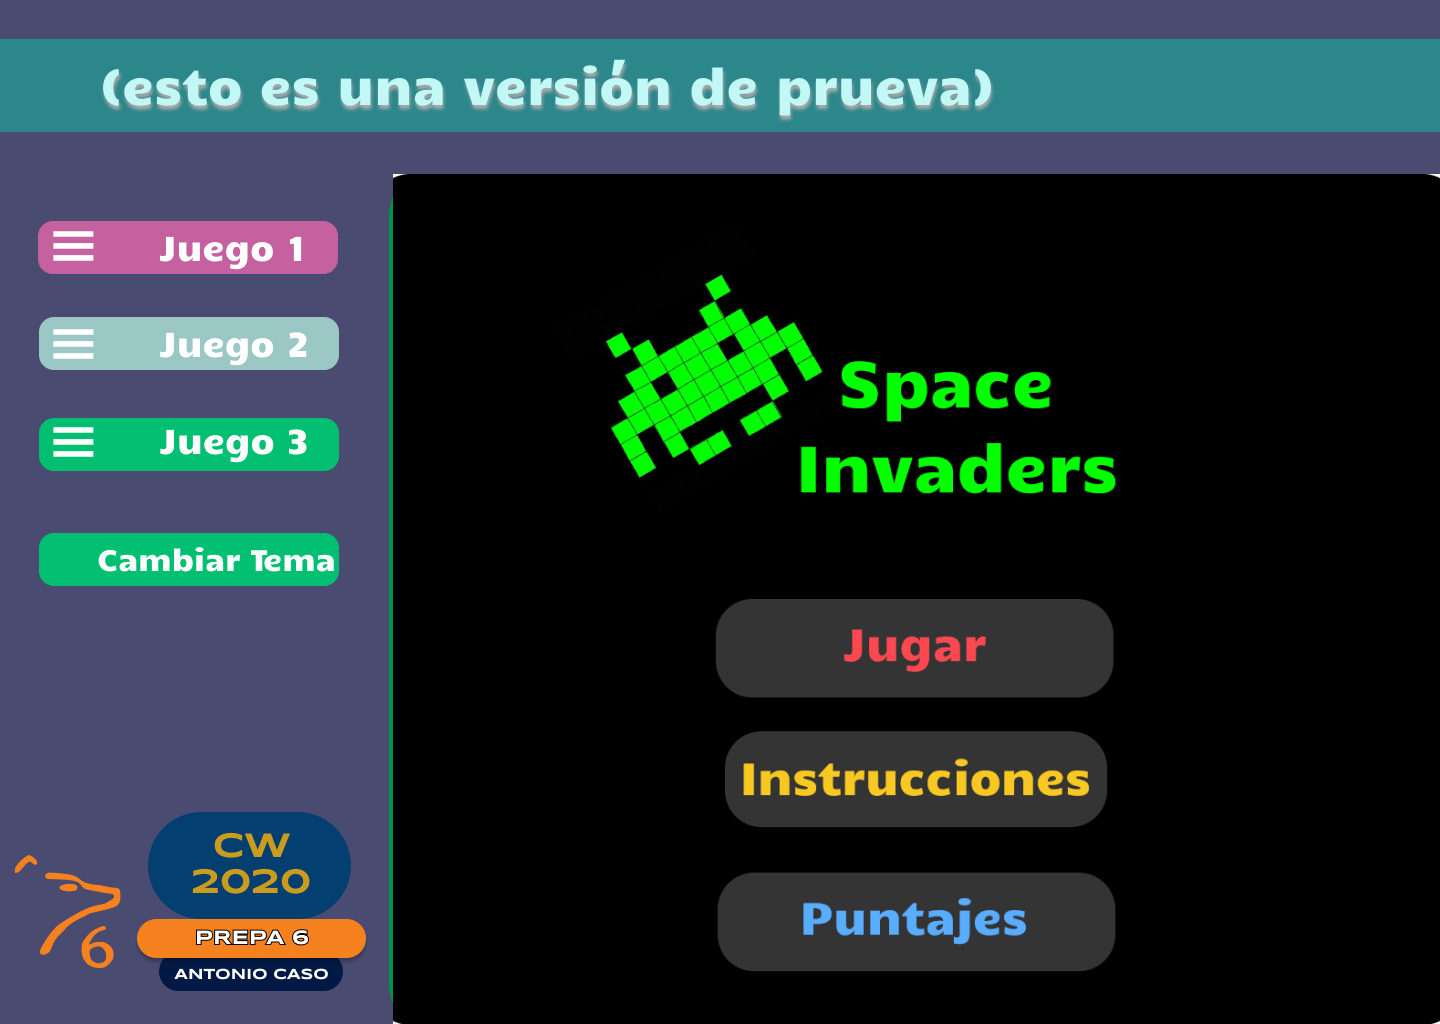 (esto es una versión de prueva)
Juego 1
Juego 2
Juego 3
Cambiar Tema
Space
Invaders
Jugar
Instrucciones
Puntajes
CW
2020
6
PREPA 6
ANTONIO CASO